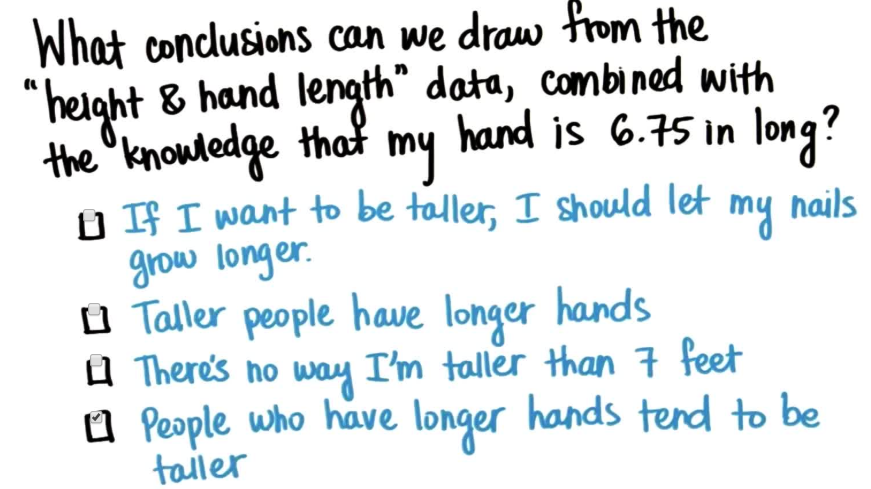 What conclusions can we draw from the
"height & hand length" data, combined with
the knowledge that my hand is 6.75 in long?
If I want to be taller, I should let my nails
grow longer.
Taller people have longer hands
There's no way I'm taller than 7 feet
People who have longer hands tend to be
taller